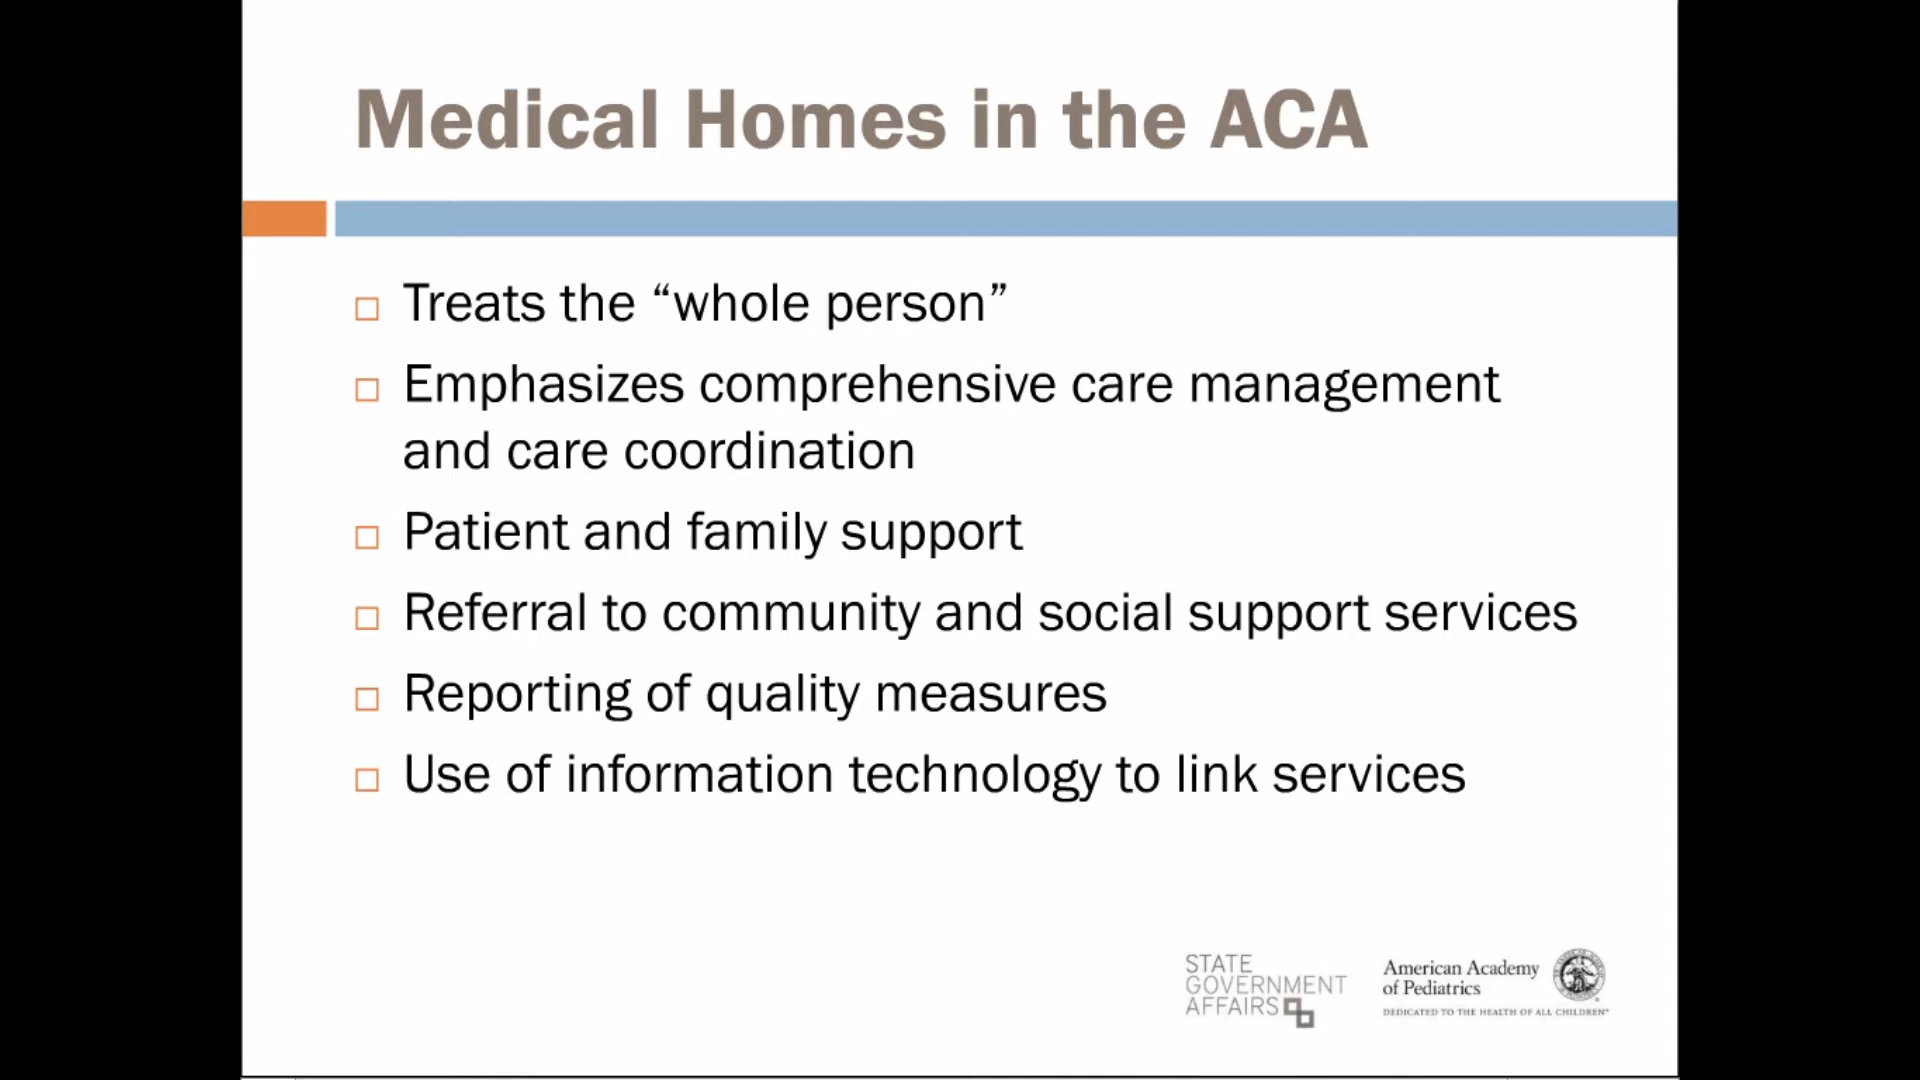 Medical Homes in the ACA
Treats the “whole person”
Emphasizes comprehensive care management
and care coordination
Patient and family support
Referral to community and social support services
Reporting of quality measures
Use of information technology to link services
STATE
GOVERNMENT
AFFAIRS
American Academy
of Pediatrics
DEDICATED TO THE HEALTH OF ALL CHILDREN®